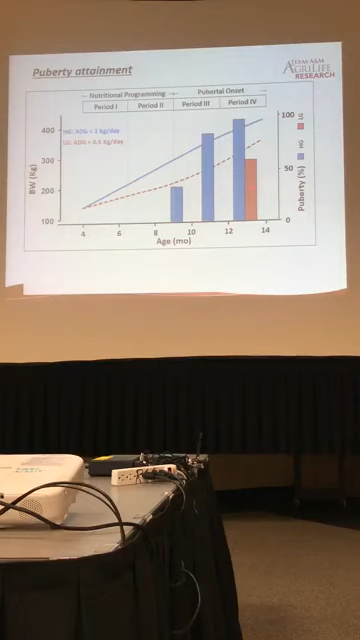 Puberty attainment
TEXAS A&M
AGRILIFE
RESEARCH
Nutritional Programming
Pubertal Onset
Period I
Period II
Period III
Period IV
HG: ADG = 1 Kg/day
LG: ADG = 0.5 Kg/day
BW (Kg)
400
300
200
100
4
6
8
10
12
14
Age (mo)
100
50
0
Puberty (%)
HG
LG